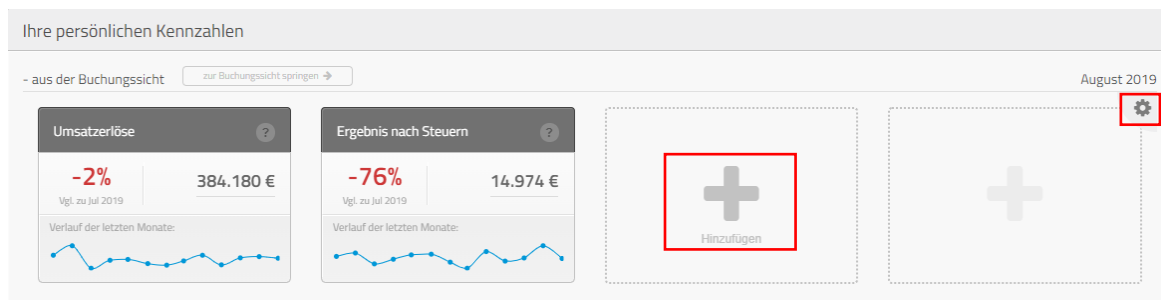 Ihre persönlichen Kennzahlen
- aus der Buchungssicht zur Buchungssicht springen → August 2019
Umsatzerlöse ?
-2% 384.180 €
Vgl. zu Jul 2019
Verlauf der letzten Monate:
Ergebnis nach Steuern ?
-76% 14.974 €
Vgl. zu Jul 2019
Verlauf der letzten Monate:
Hinzufügen